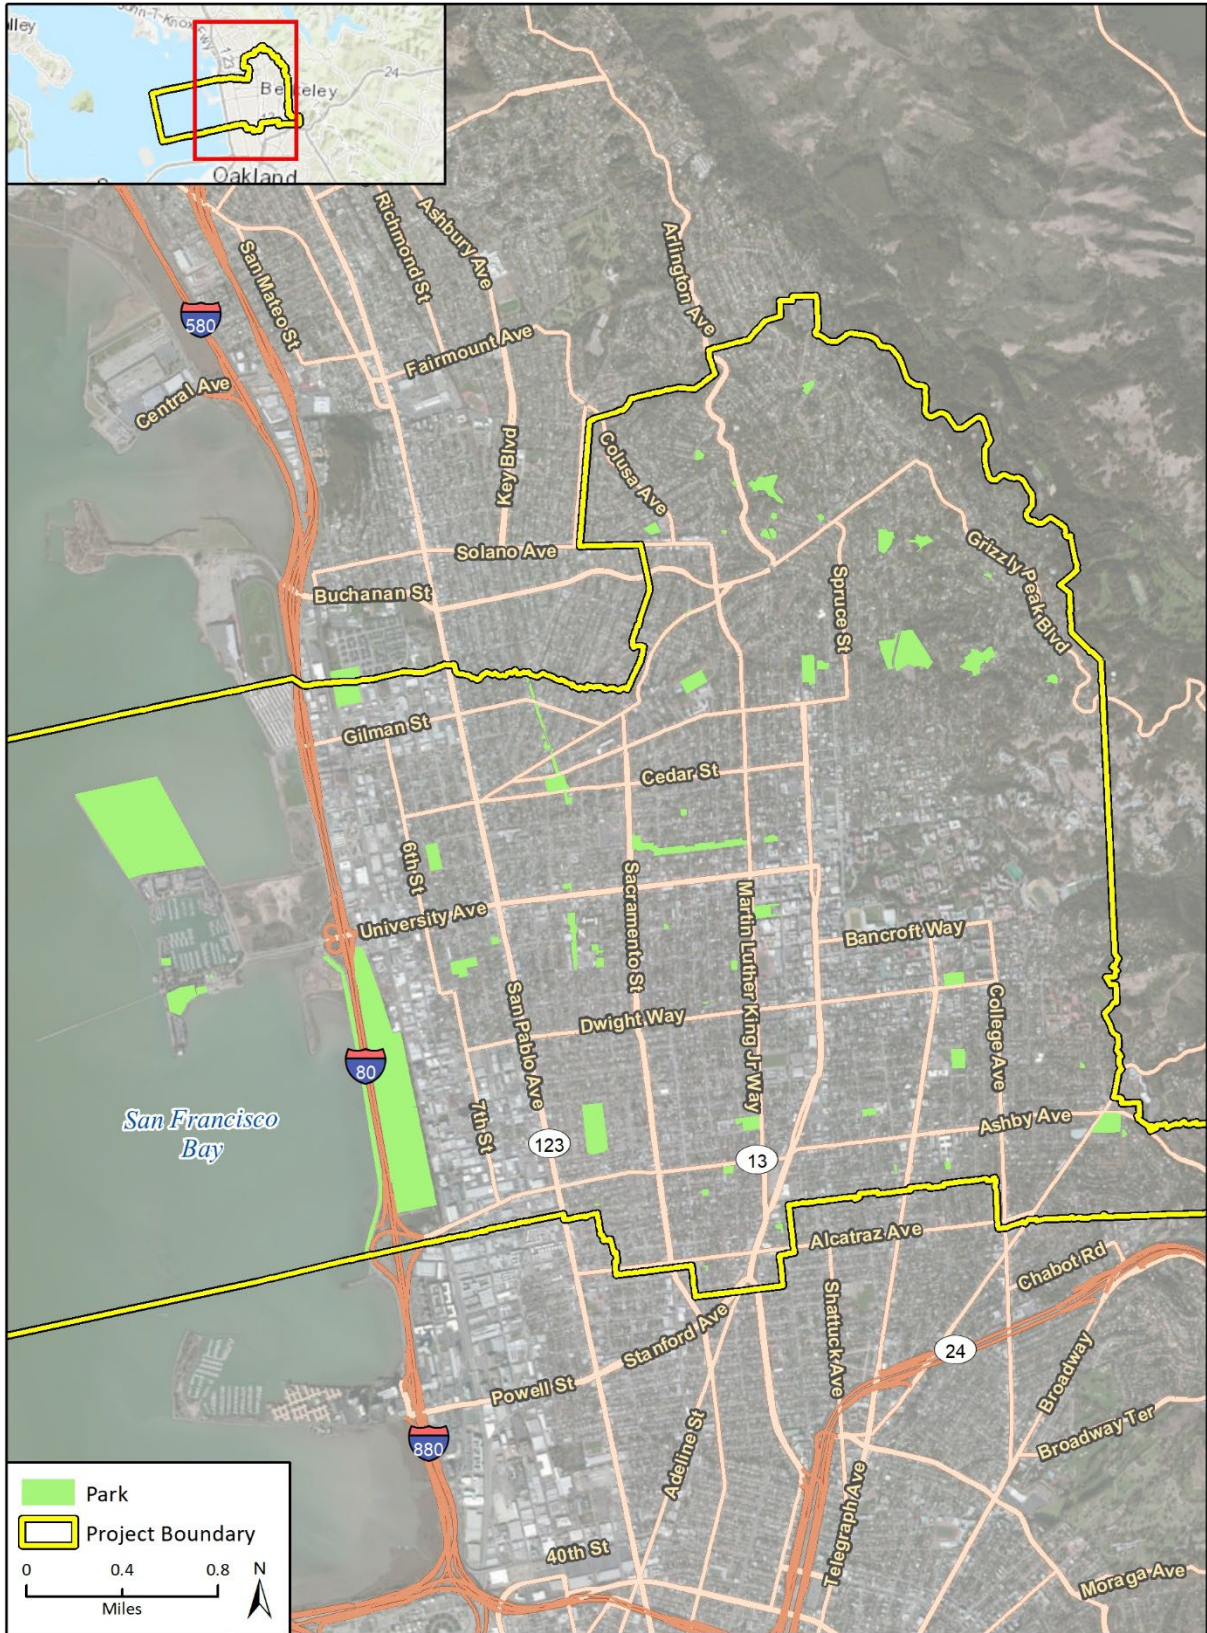 lley
John-T-Knox Fwy
123
24
Berkeley
Oakland
Ashbury Ave
Richmond St
San Mateo St
Arlington Ave
580
Fairmount Ave
Central Ave
Key Blvd
Colusa Ave
Solano Ave
Buchanan St
Grizzly Peak Blvd
Spruce St
Gilman St
Cedar St
6th St
University Ave
Sacramento St
Martin Luther King Jr Way
Bancroft Way
San Pablo Ave
Dwight Way
College Ave
80
San Francisco
Bay
7th St
123
13
Ashby Ave
Alcatraz Ave
Chabot Rd
Stanford Ave
Shattuck Ave
24
Powell St
Broadway
880
Adeline St
Broadway Ter
Telegraph Ave
40th St
Moraga Ave
Park
Project Boundary
0
0.4
0.8
Miles
N